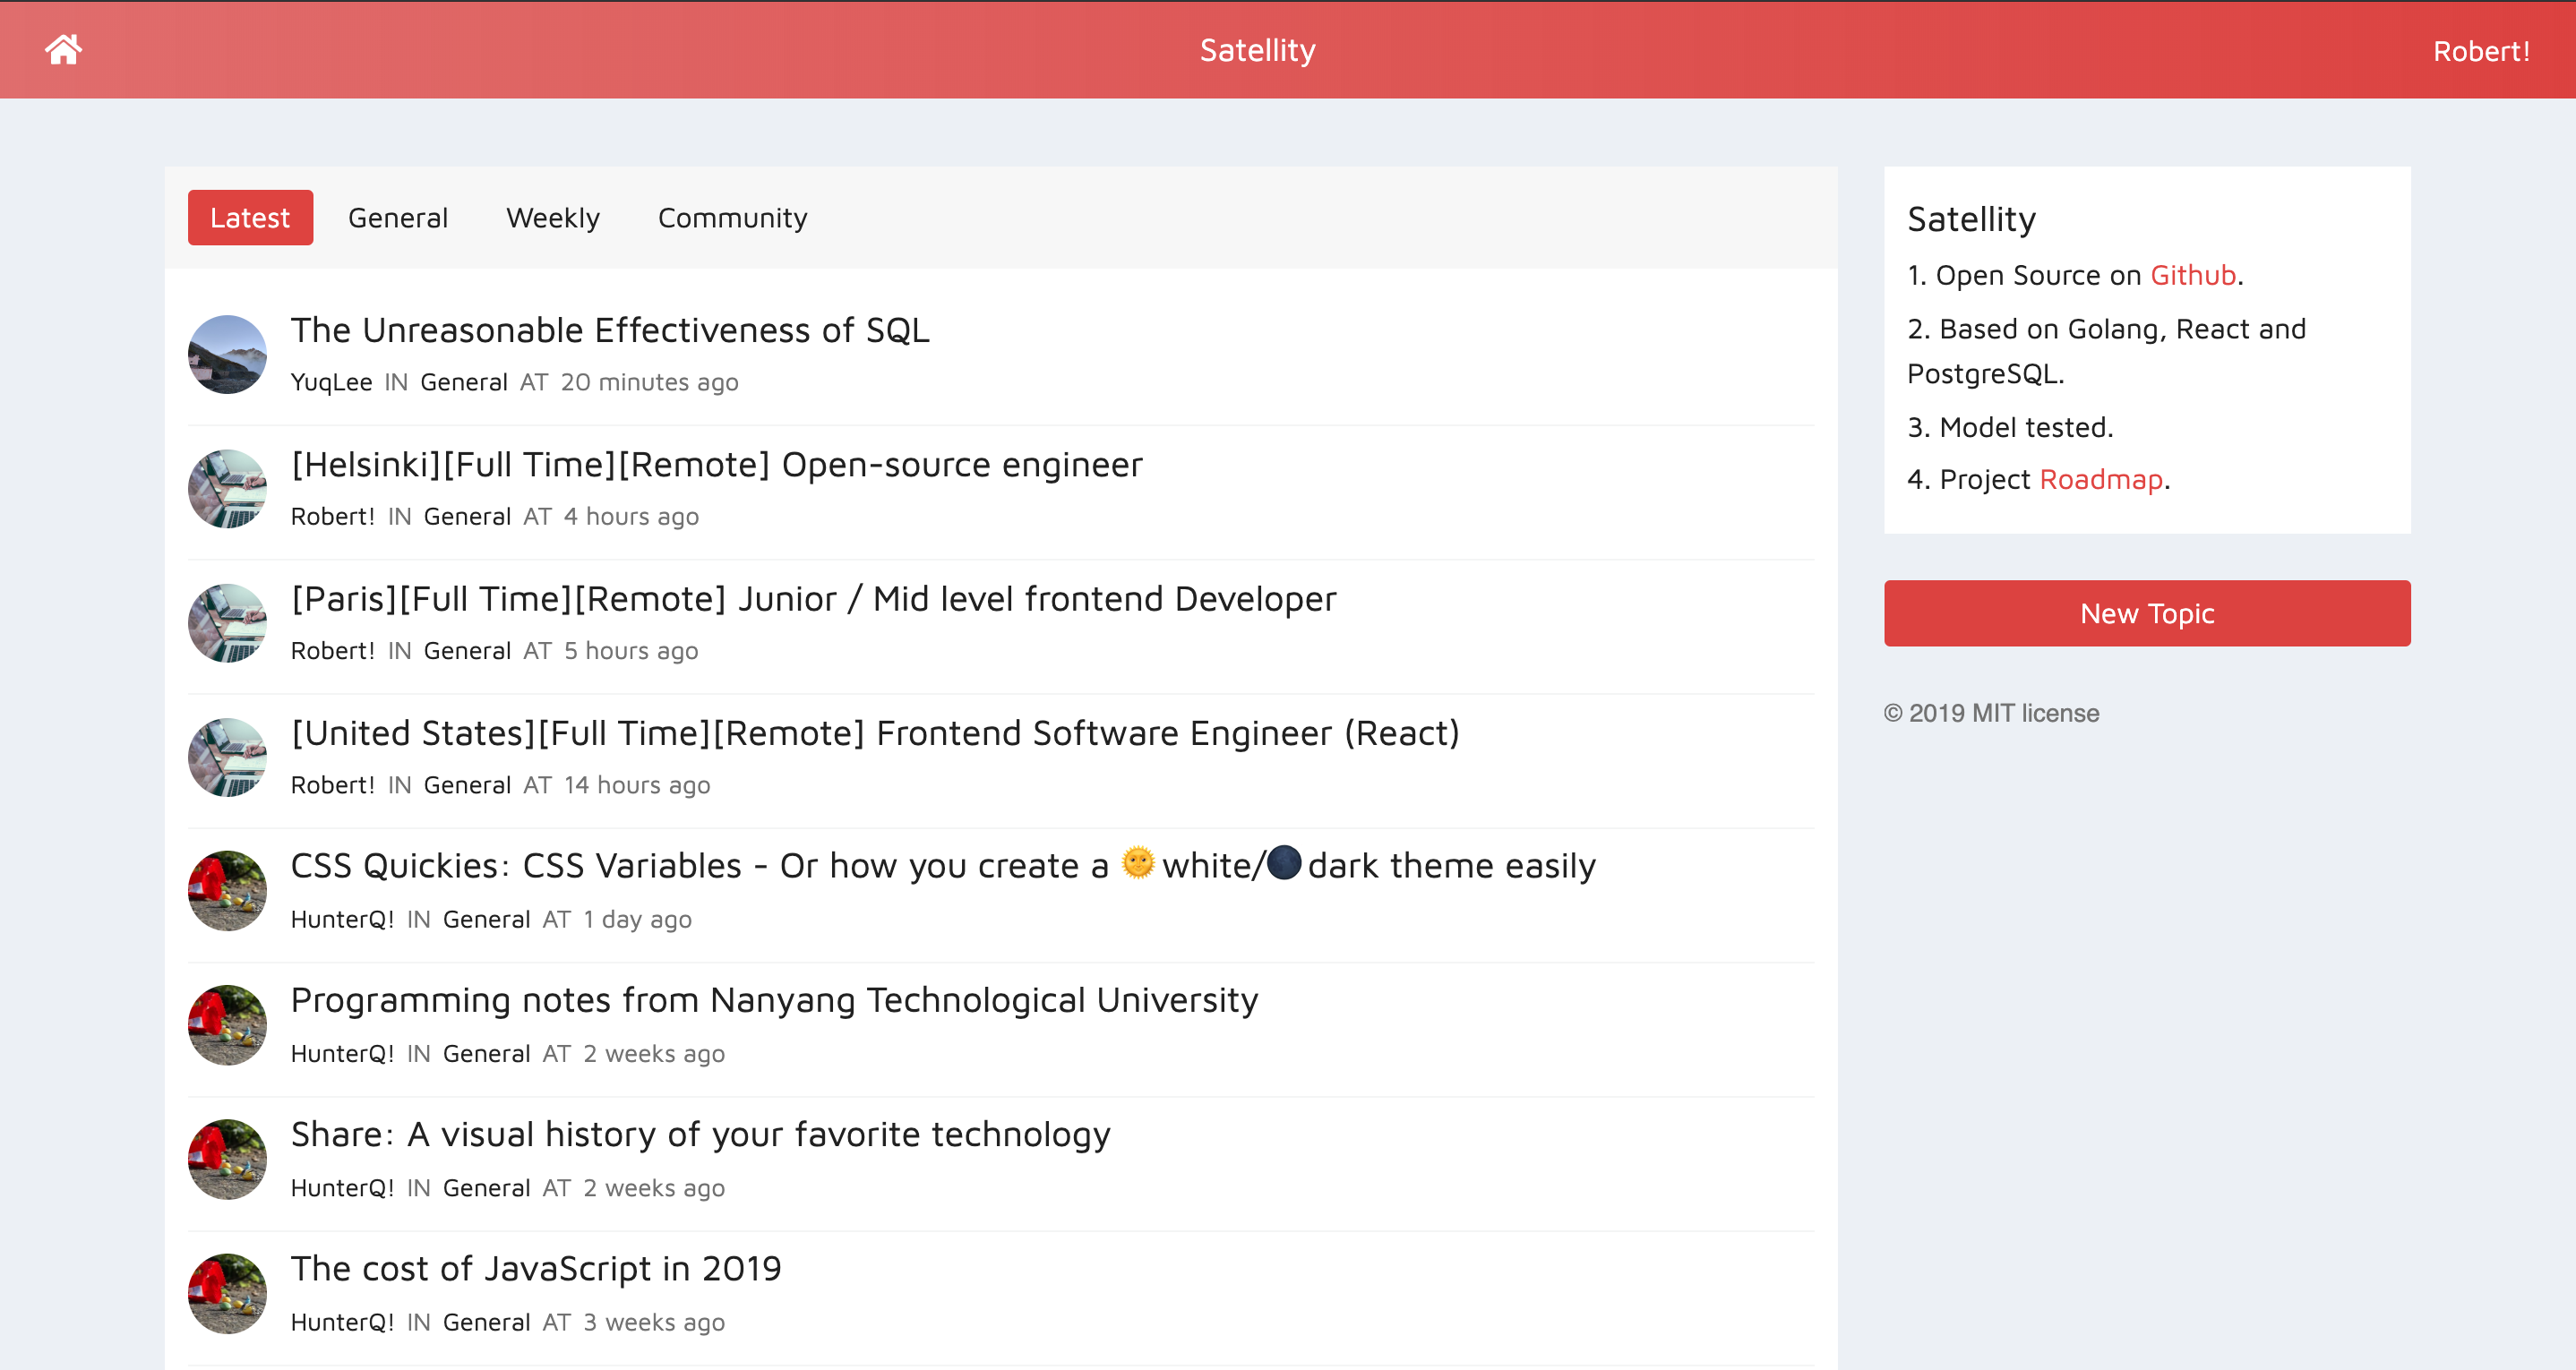 Satellity
Robert!
Latest
General
Weekly
Community
The Unreasonable Effectiveness of SQL
YuqLee IN General AT 20 minutes ago
[Helsinki][Full Time][Remote] Open-source engineer
Robert! IN General AT 4 hours ago
[Paris][Full Time][Remote] Junior / Mid level frontend Developer
Robert! IN General AT 5 hours ago
[United States][Full Time][Remote] Frontend Software Engineer (React)
Robert! IN General AT 14 hours ago
CSS Quickies: CSS Variables - Or how you create a 🌞white/🌑dark theme easily
HunterQ! IN General AT 1 day ago
Programming notes from Nanyang Technological University
HunterQ! IN General AT 2 weeks ago
Share: A visual history of your favorite technology
HunterQ! IN General AT 2 weeks ago
The cost of JavaScript in 2019
HunterQ! IN General AT 3 weeks ago
Satellity
1. Open Source on Github.
2. Based on Golang, React and
PostgreSQL.
3. Model tested.
4. Project Roadmap.
New Topic
© 2019 MIT license